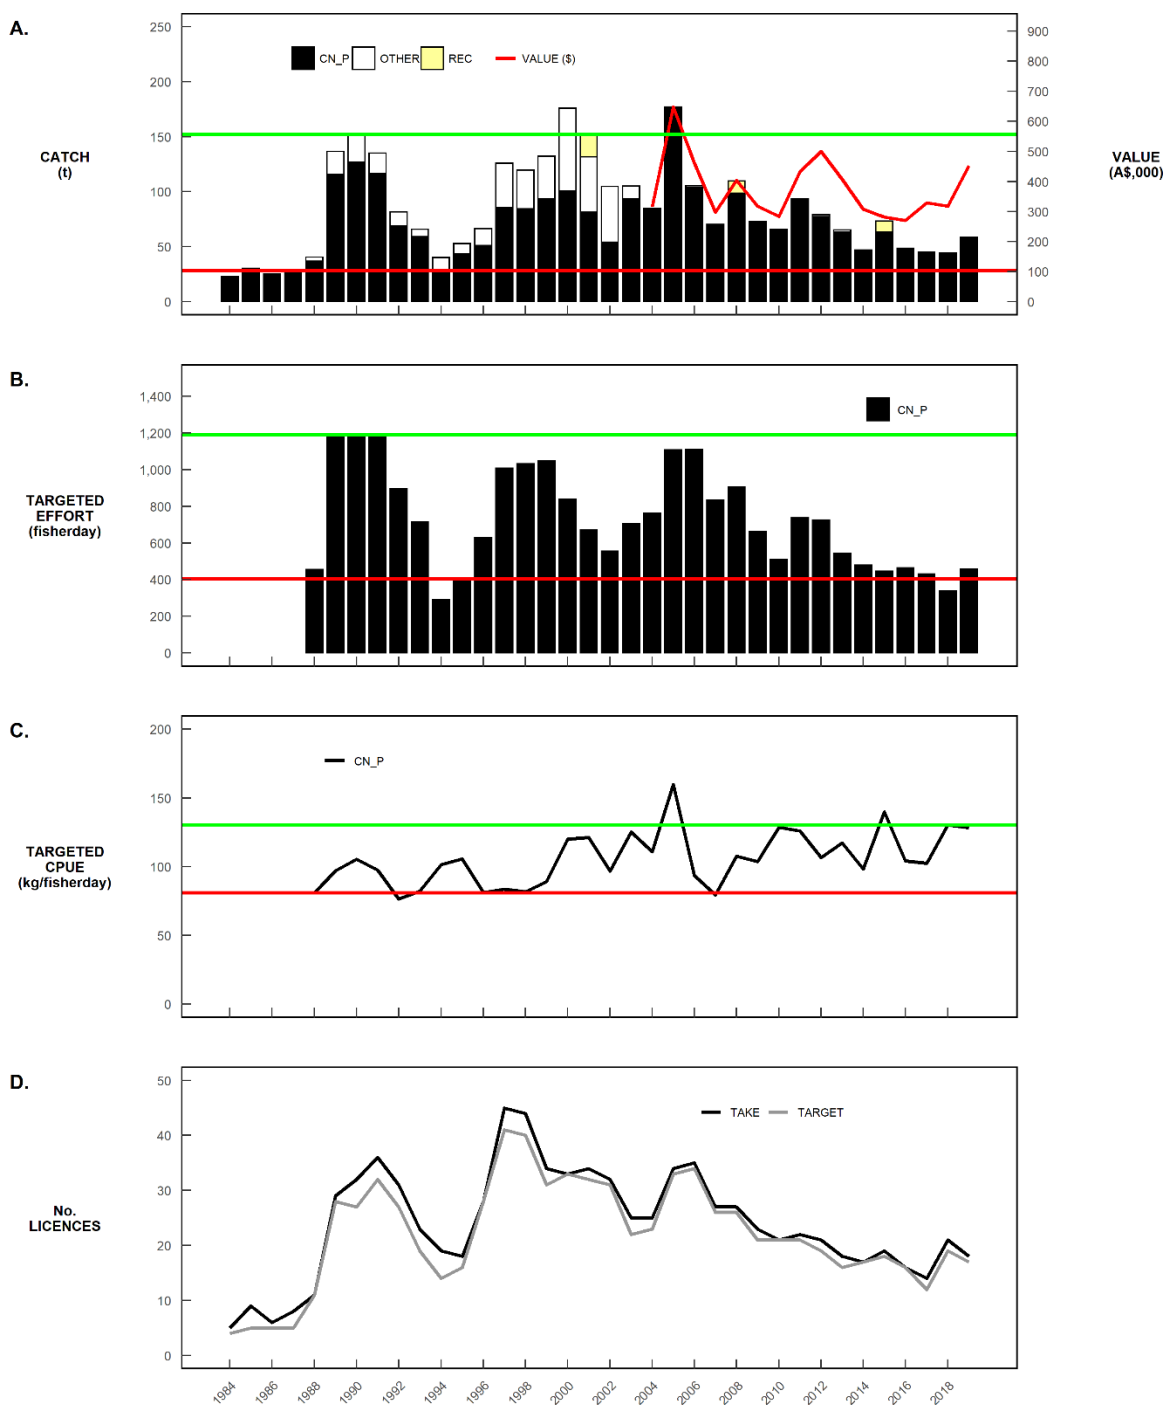 A.
250
200
150
100
50
0
CATCH
(t)
CN_P OTHER REC VALUE ($)
900
800
700
600
500
400
300
200
100
0
VALUE
(A$,000)
B.
1,400
1,200
1,000
800
600
400
200
0
TARGETED
EFFORT
(fisherday)
CN_P
C.
200
150
100
50
0
TARGETED
CPUE
(kg/fisherday)
CN_P
D.
50
40
30
20
10
0
No.
LICENCES
TAKE TARGET
1984 1986 1988 1990 1992 1994 1996 1998 2000 2002 2004 2006 2008 2010 2012 2014 2016 2018